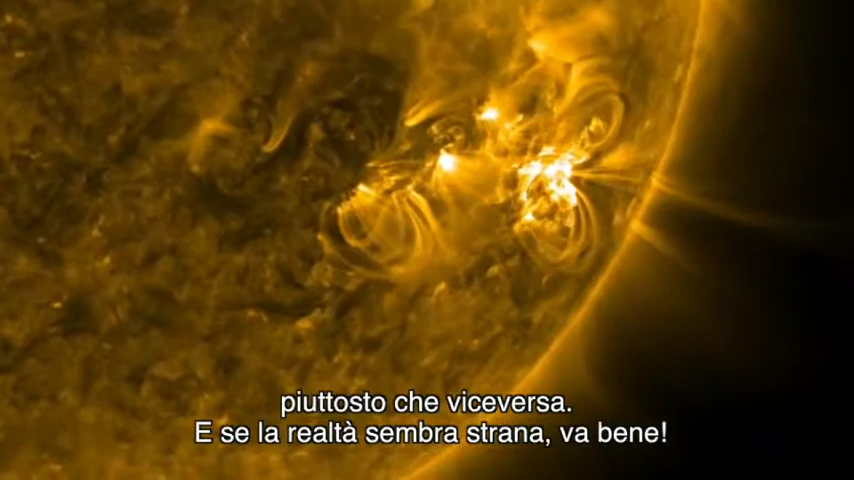 piuttosto che viceversa.
E se la realtà sembra strana, va bene!